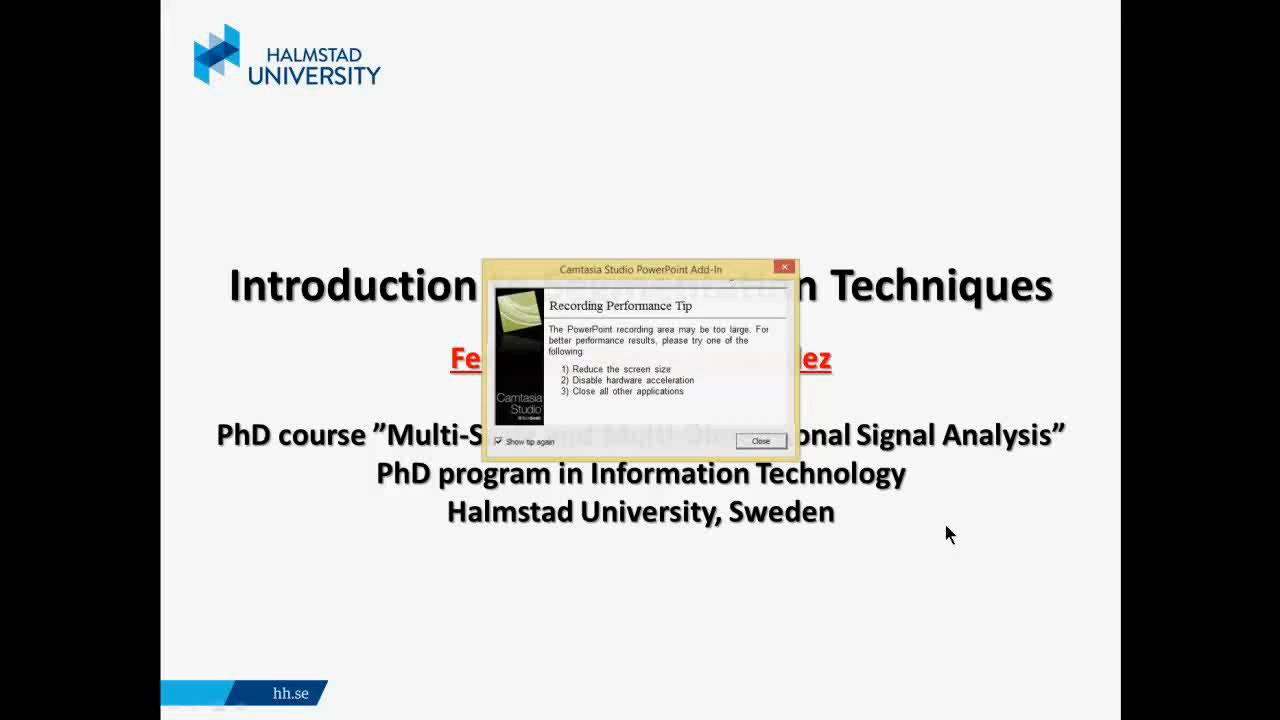 HALMSTAD
UNIVERSITY
Camtasia Studio PowerPoint Add-In
Introduction n Techniques
Recording Performance Tip
The PowerPoint recording area may be too large. For
better performance results, please try one of the
following:
1) Reduce the screen size
2) Disable hardware acceleration
3) Close all other applications
Camtasia
Studio
Show tip again
Close
Fe ez
PhD course ”Multi-S onal Signal Analysis”
PhD program in Information Technology
Halmstad University, Sweden
hh.se